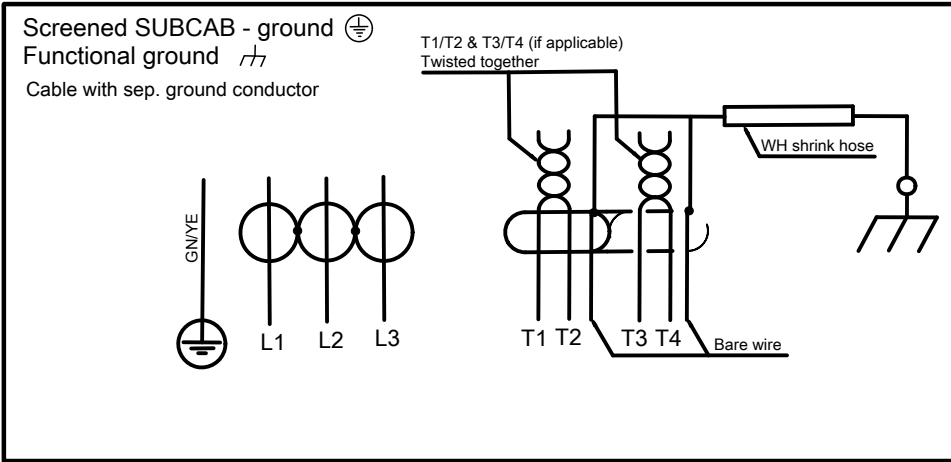 Screened SUBCAB - ground
Functional ground
Cable with sep. ground conductor
T1/T2 & T3/T4 (if applicable)
Twisted together
WH shrink hose
GN/YE
L1 L2 L3
T1 T2 T3 T4
Bare wire